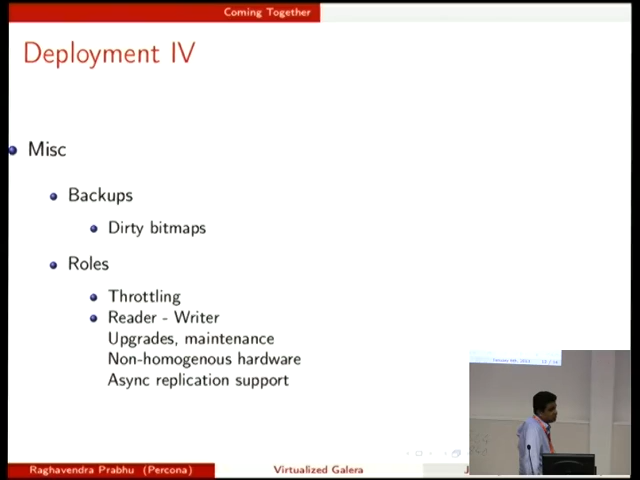 Coming Together
Deployment IV
Misc
Backups
Dirty bitmaps
Roles
Throttling
Reader - Writer
Upgrades, maintenance
Non-homogenous hardware
Async replication support
Raghavendra Prabhu (Percona)
Virtualized Galera
J